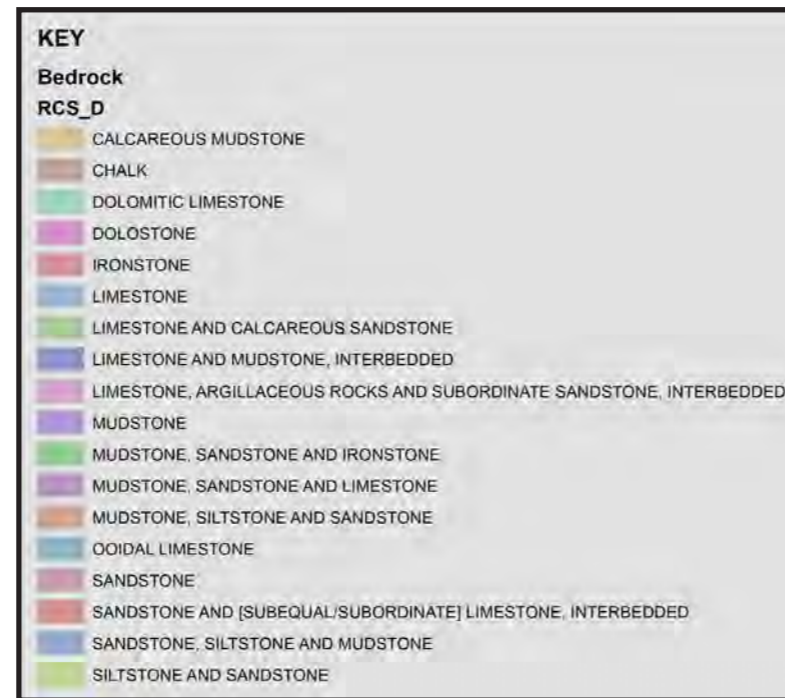 KEY
Bedrock
RCS_D
CALCAREOUS MUDSTONE
CHALK
DOLOMITIC LIMESTONE
DOLOSTONE
IRONSTONE
LIMESTONE
LIMESTONE AND CALCAREOUS SANDSTONE
LIMESTONE AND MUDSTONE, INTERBEDDED
LIMESTONE, ARGILLACEOUS ROCKS AND SUBORDINATE SANDSTONE, INTERBEDDED
MUDSTONE
MUDSTONE, SANDSTONE AND IRONSTONE
MUDSTONE, SANDSTONE AND LIMESTONE
MUDSTONE, SILTSTONE AND SANDSTONE
OOIDAL LIMESTONE
SANDSTONE
SANDSTONE AND [SUBEQUAL/SUBORDINATE] LIMESTONE, INTERBEDDED
SANDSTONE, SILTSTONE AND MUDSTONE
SILTSTONE AND SANDSTONE